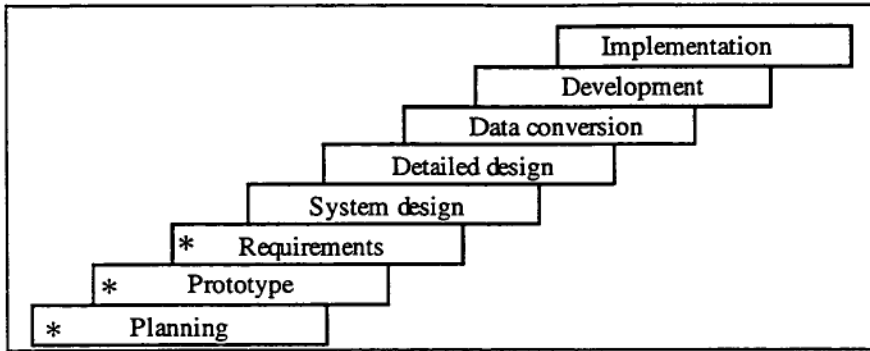 Implementation
Development
Data conversion
Detailed design
System design
* Requirements
* Prototype
* Planning